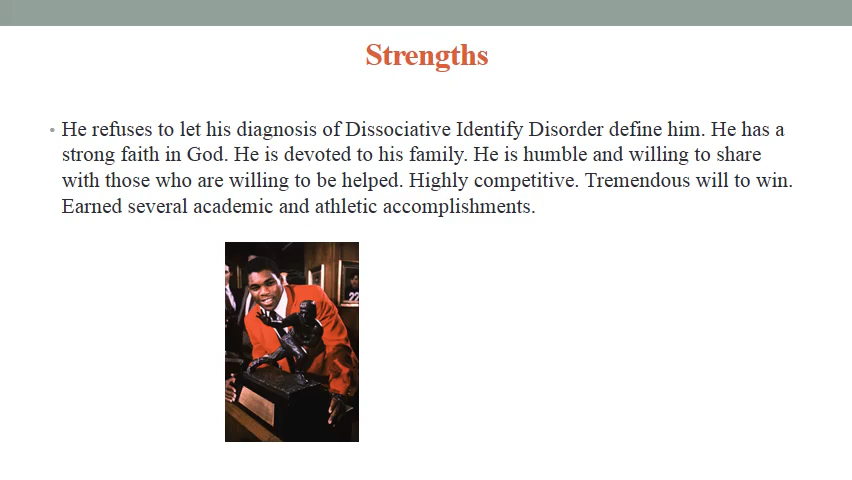 Strengths
• He refuses to let his diagnosis of Dissociative Identify Disorder define him. He has a
strong faith in God. He is devoted to his family. He is humble and willing to share
with those who are willing to be helped. Highly competitive. Tremendous will to win.
Earned several academic and athletic accomplishments.